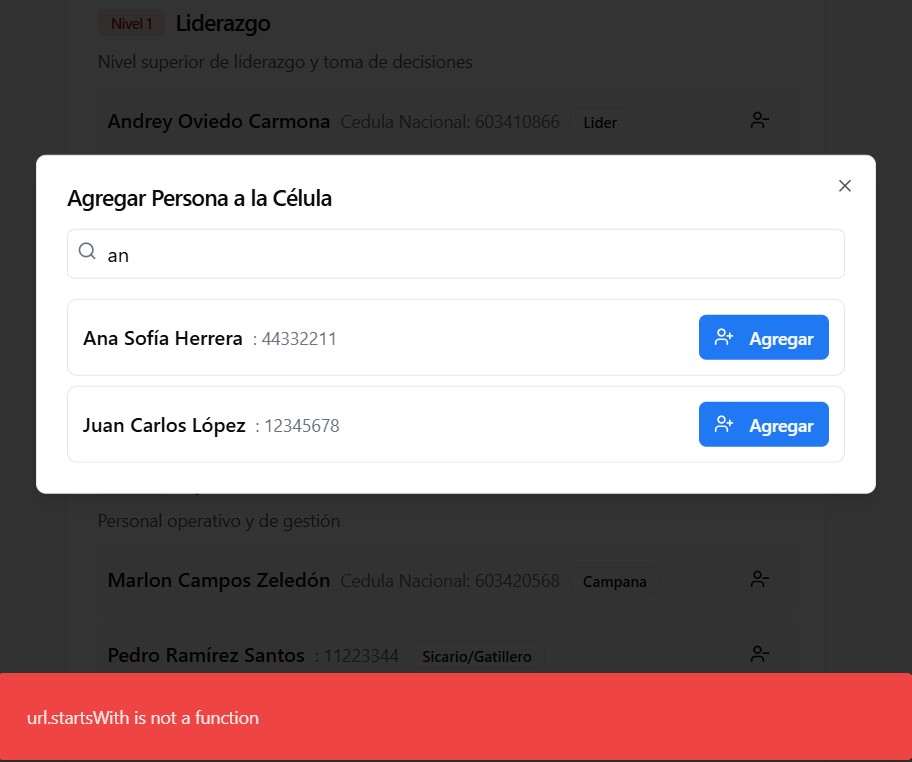 Nivel 1 Liderazgo
Nivel superior de liderazgo y toma de decisiones
Andrey Oviedo Carmona Cedula Nacional: 603410866 Lider
Agregar Persona a la Célula
an
Ana Sofía Herrera : 44332211 Agregar
Juan Carlos López : 12345678 Agregar
Personal operativo y de gestión
Marlon Campos Zeledón Cedula Nacional: 603420568 Campana
Pedro Ramírez Santos : 11223344 Sicario/Gatillero
url.startsWith is not a function